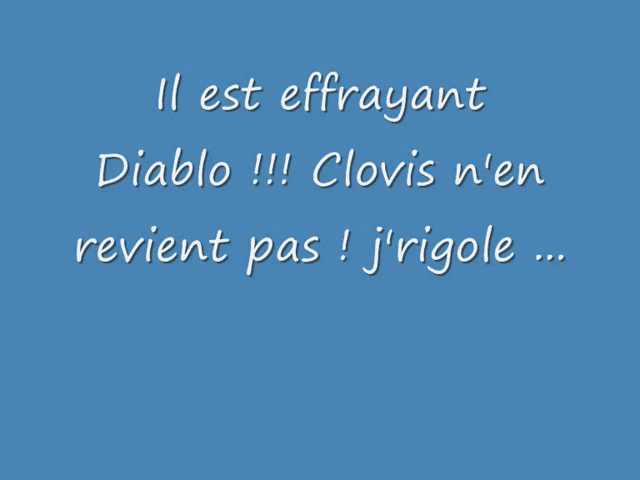 Il est effrayant
Diablo !!! Clovis n'en
revient pas ! j'rigole ...